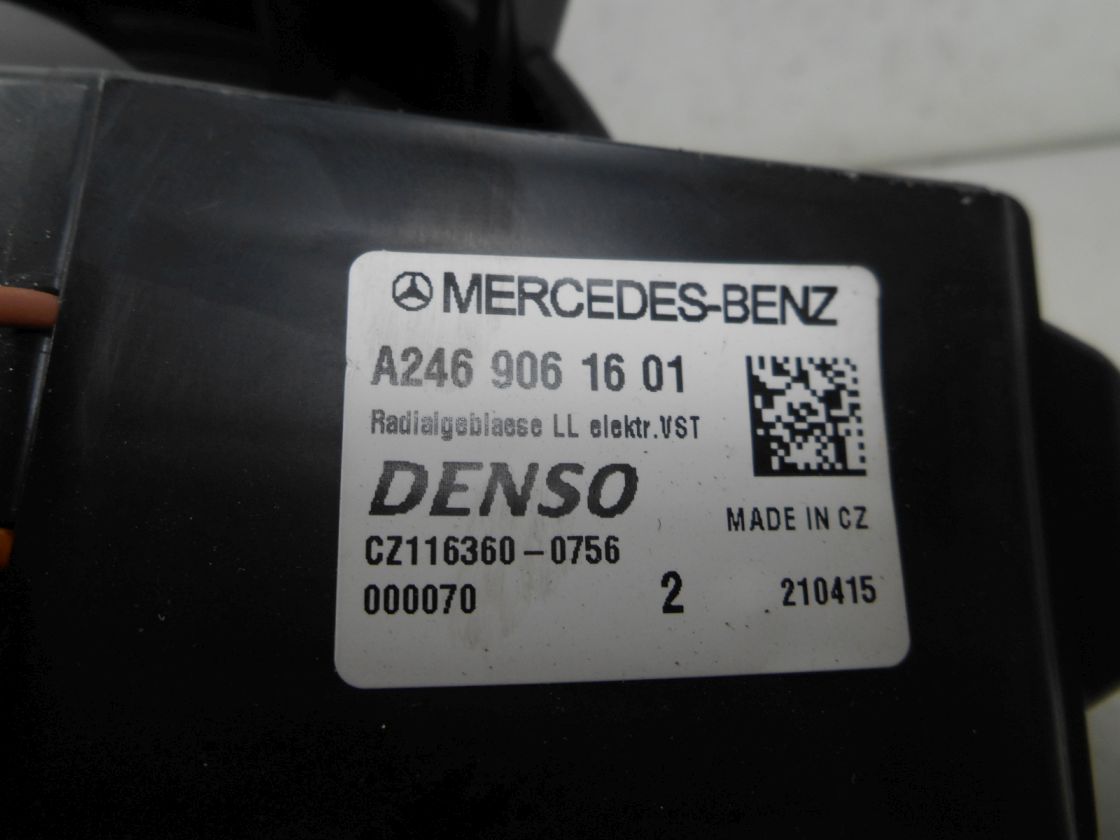 MERCEDES-BENZ
A246 906 16 01
Radialgeblaese LL elektr.VST
DENSO
MADE IN CZ
CZ116360-0756
000070 2 210415